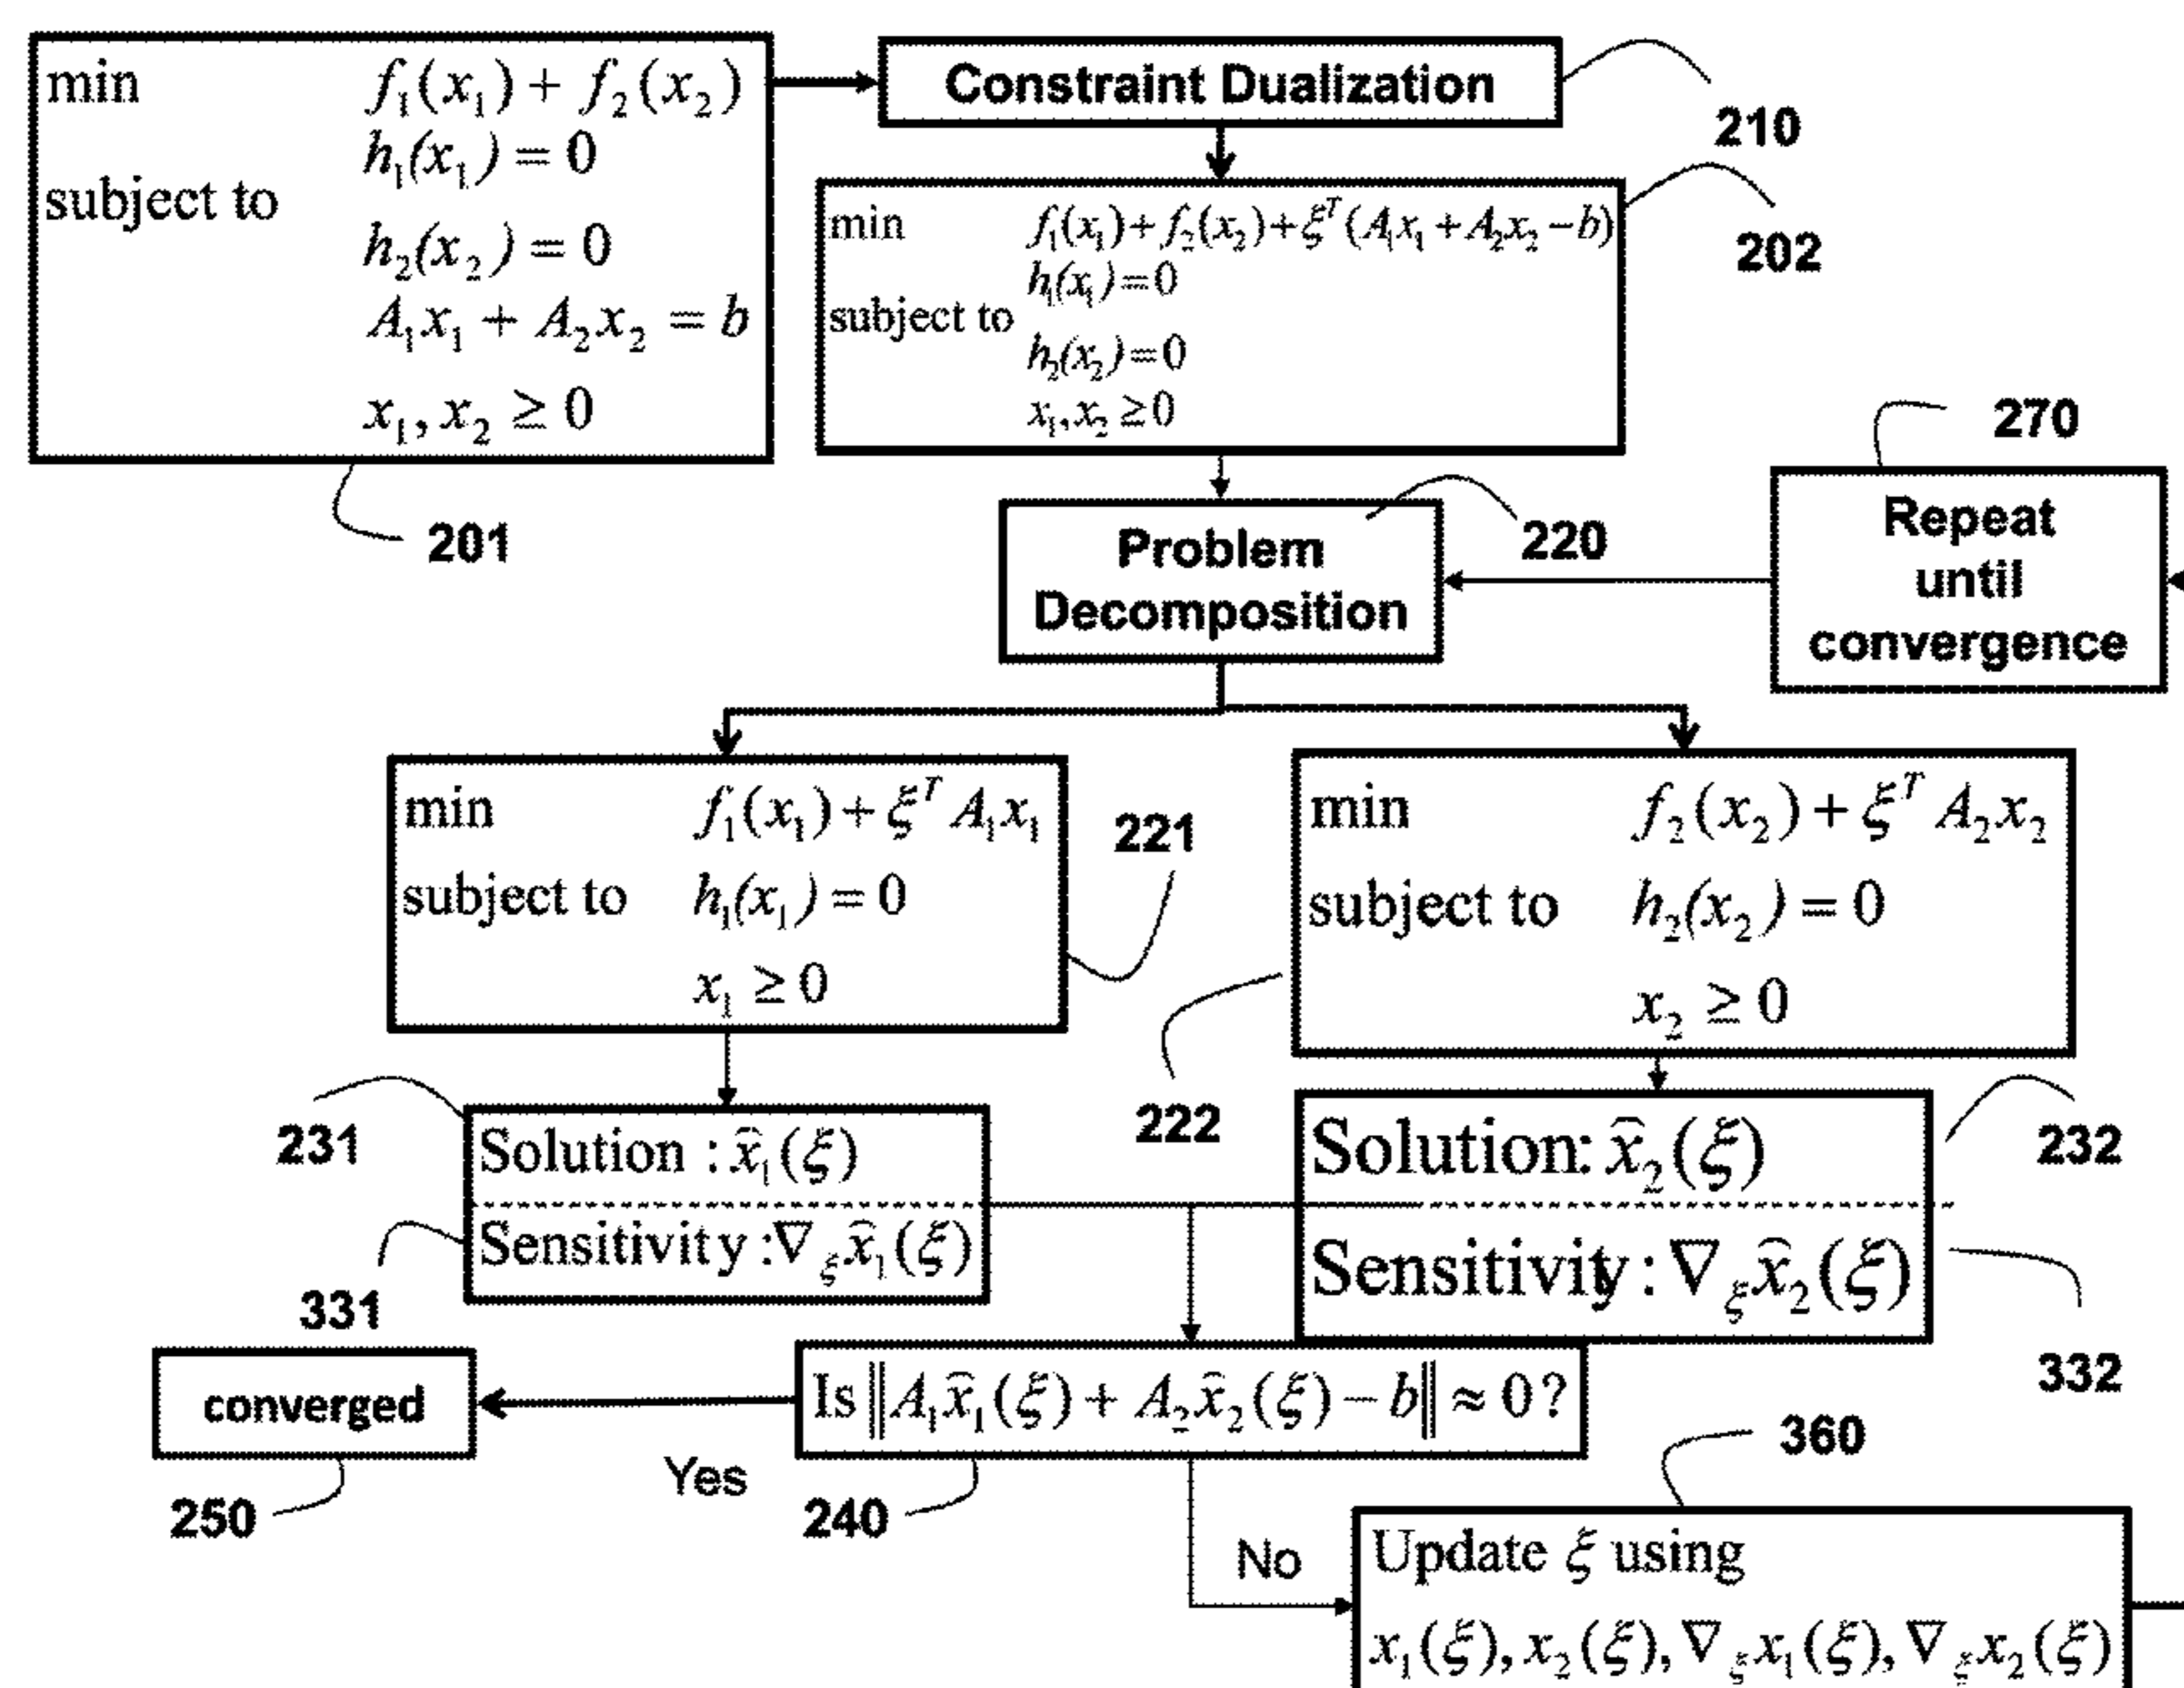 min f₁(x₁) + f₂(x₂)
h₁(x₁) = 0
subject to
h₂(x₂) = 0
A₁x₁ + A₂x₂ = b
x₁, x₂ ≥ 0
201
Constraint Dualization
210
min f₁(x₁) + f₂(x₂) + ξᵀ(A₁x₁ + A₂x₂ − b)
h₁(x₁) = 0
subject to
h₂(x₂) = 0
x₁, x₂ ≥ 0
202
Problem
Decomposition
220
270
Repeat
until
convergence
min f₁(x₁) + ξᵀ A₁x₁
subject to h₁(x₁) = 0
x₁ ≥ 0
221
min f₂(x₂) + ξᵀ A₂x₂
subject to h₂(x₂) = 0
x₂ ≥ 0
222
231
Solution : x̂₁(ξ)
Sensitivity : ∇ξx̂₁(ξ)
331
Solution: x̂₂(ξ)
Sensitivity : ∇ξx̂₂(ξ)
232
332
Is ‖A₁x̂₁(ξ) + A₂x̂₂(ξ) − b‖ ≈ 0?
240
Yes
converged
250
No
360
Update ξ using
x₁(ξ), x₂(ξ), ∇ξx₁(ξ), ∇ξx₂(ξ)